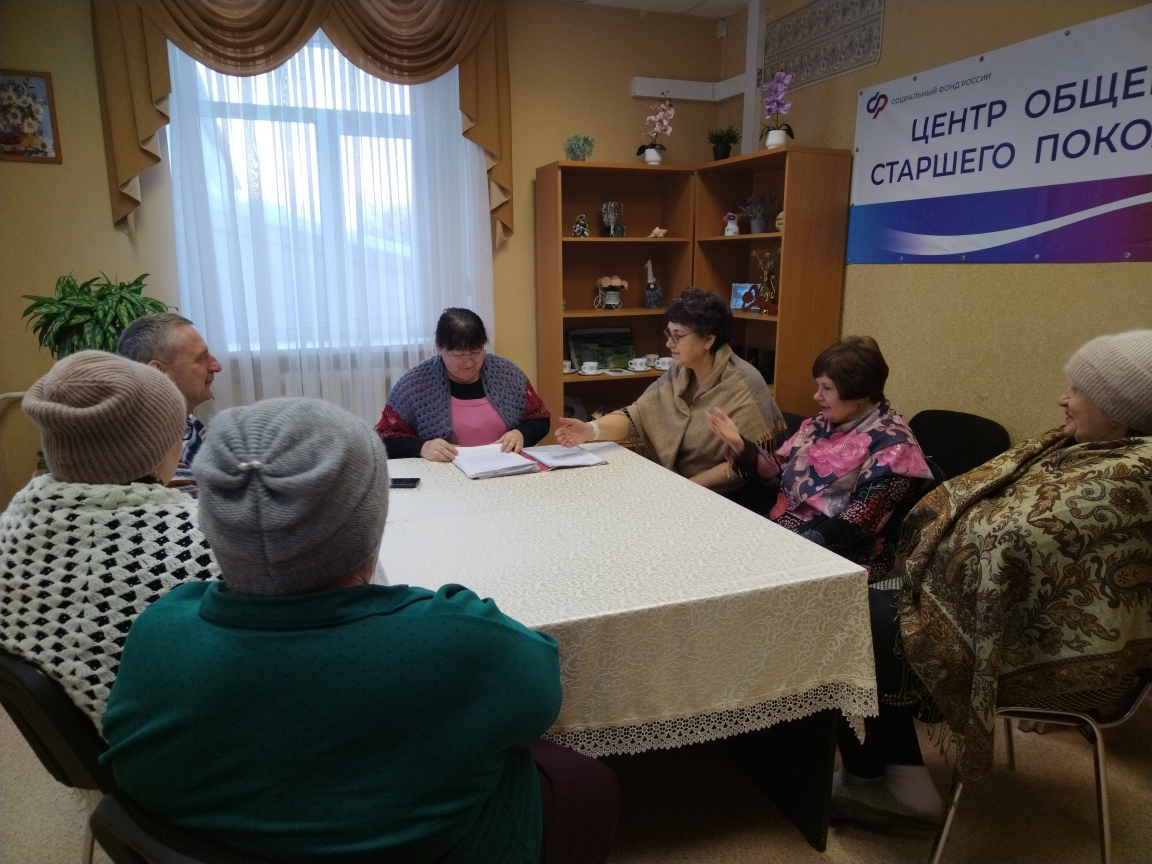 СОЦИАЛЬНЫЙ ФОНД РОССИИ
ЦЕНТР ОБЩЕ
СТАРШЕГО ПОКО